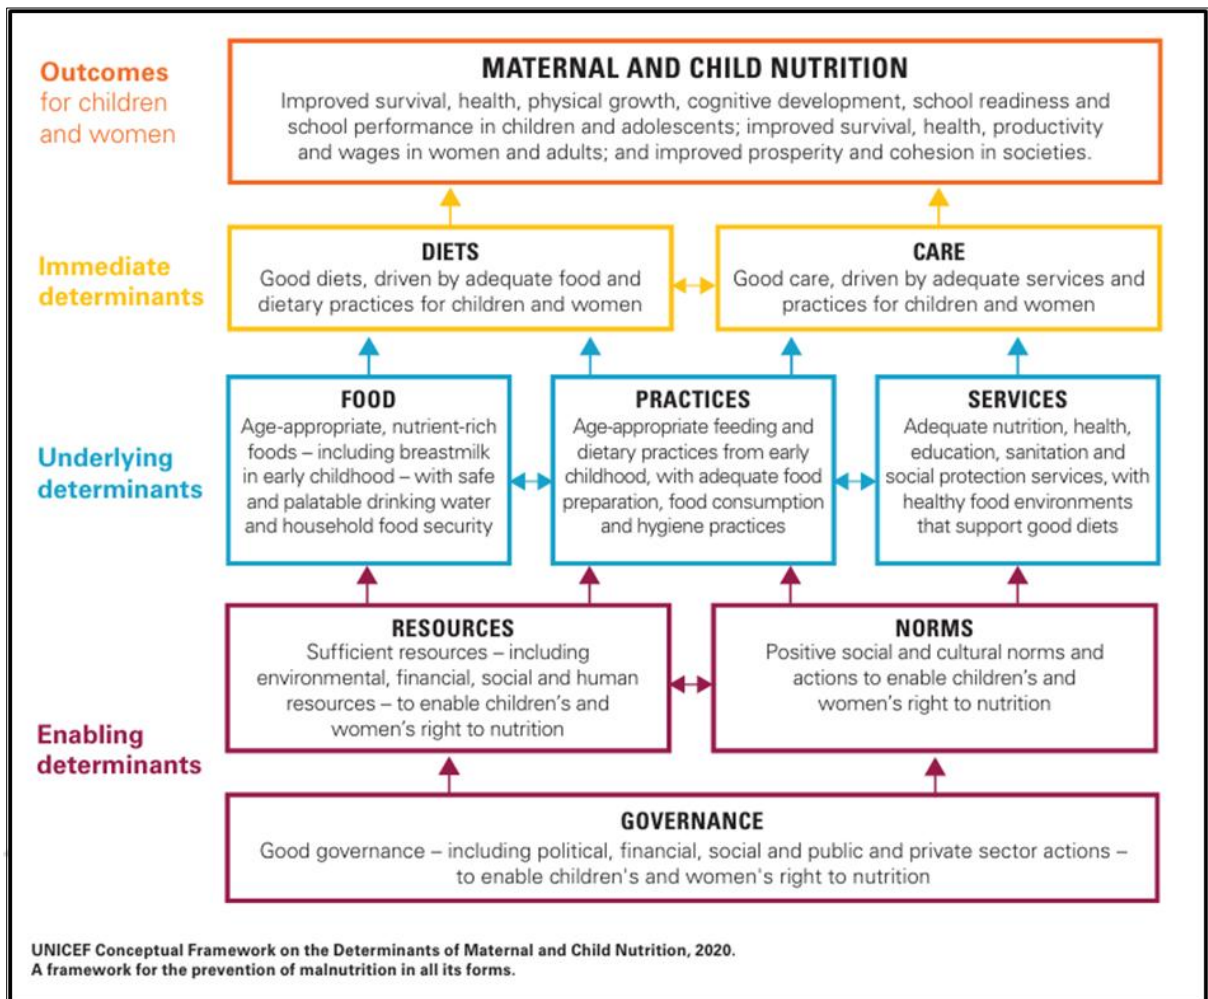 Outcomes
for children
and women
MATERNAL AND CHILD NUTRITION
Improved survival, health, physical growth, cognitive development, school readiness and
school performance in children and adolescents; improved survival, health, productivity
and wages in women and adults; and improved prosperity and cohesion in societies.
Immediate
determinants
DIETS
Good diets, driven by adequate food and
dietary practices for children and women
CARE
Good care, driven by adequate services and
practices for children and women
Underlying
determinants
FOOD
Age-appropriate, nutrient-rich
foods – including breastmilk
in early childhood – with safe
and palatable drinking water
and household food security
PRACTICES
Age-appropriate feeding and
dietary practices from early
childhood, with adequate food
preparation, food consumption
and hygiene practices
SERVICES
Adequate nutrition, health,
education, sanitation and
social protection services, with
healthy food environments
that support good diets
Enabling
determinants
RESOURCES
Sufficient resources – including
environmental, financial, social and human
resources – to enable children's and
women's right to nutrition
NORMS
Positive social and cultural norms and
actions to enable children's and
women's right to nutrition
GOVERNANCE
Good governance – including political, financial, social and public and private sector actions –
to enable children's and women's right to nutrition
UNICEF Conceptual Framework on the Determinants of Maternal and Child Nutrition, 2020.
A framework for the prevention of malnutrition in all its forms.